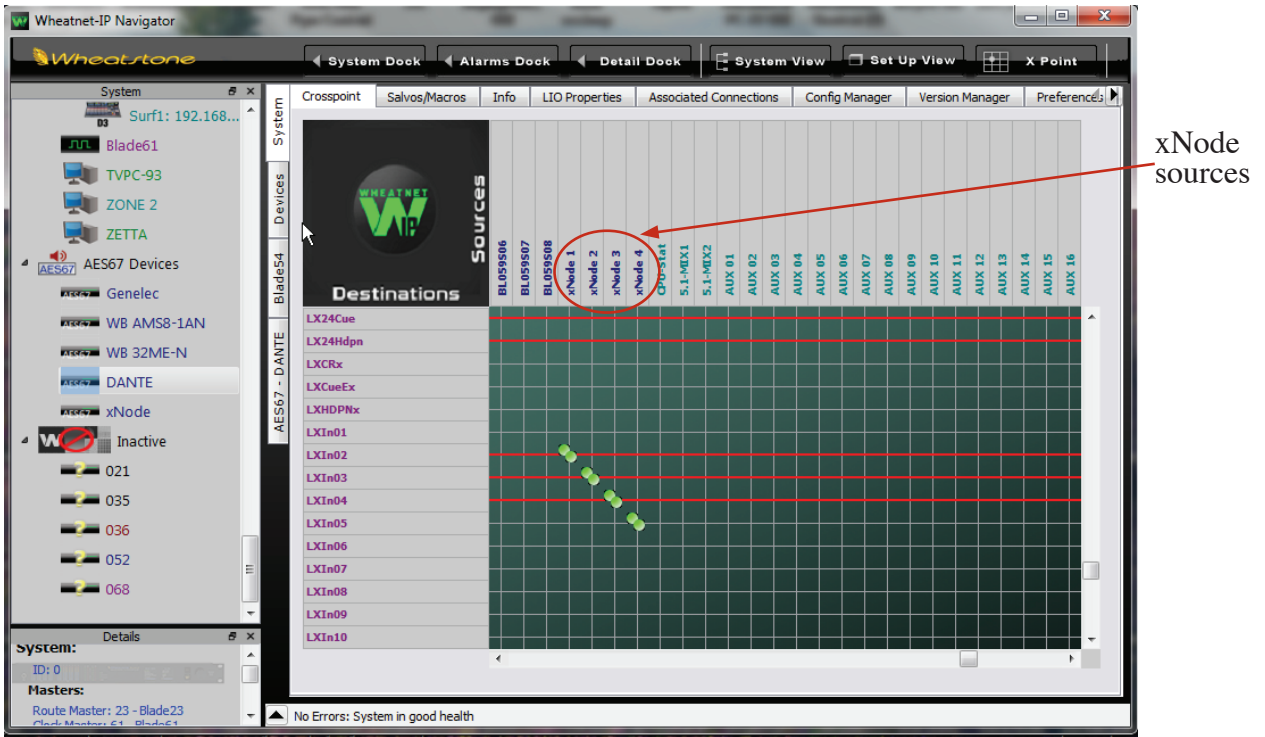 Wheatnet-IP Navigator
Wheatstone
System Dock
Alarms Dock
Detail Dock
System View
Set Up View
X Point
System
Surf1: 192.168...
D3
Blade61
TVPC-93
ZONE 2
ZETTA
AES67 Devices
AES67
Genelec
WB AMS8-1AN
WB 32ME-N
DANTE
xNode
Inactive
021
035
036
052
068
Details
System:
ID: 0
Masters:
Route Master: 23 - Blade23
Clock Master: 61 - Blade61
System
Devices
Blade54
AES67 - DANTE
Crosspoint
Salvos/Macros
Info
LIO Properties
Associated Connections
Config Manager
Version Manager
Preferences
WHEATNET
IP
Sources
Destinations
BL059S06
BL059S07
BL059S08
xNode 1
xNode 2
xNode 3
xNode 4
CPU-Stat
5.1-MIX1
5.1-MIX2
AUX 01
AUX 02
AUX 03
AUX 04
AUX 05
AUX 06
AUX 07
AUX 08
AUX 09
AUX 10
AUX 11
AUX 12
AUX 13
AUX 14
AUX 15
AUX 16
LX24Cue
LX24Hdpn
LXCRx
LXCueEx
LXHDPNx
LXIn01
LXIn02
LXIn03
LXIn04
LXIn05
LXIn06
LXIn07
LXIn08
LXIn09
LXIn10
No Errors: System in good health
xNode
sources